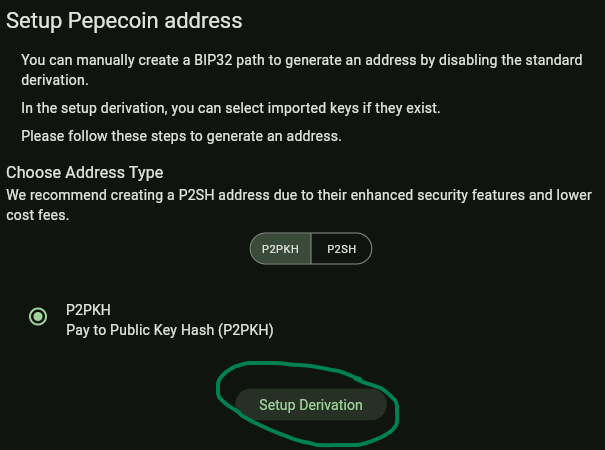 Setup Pepecoin address
You can manually create a BIP32 path to generate an address by disabling the standard
derivation.
In the setup derivation, you can select imported keys if they exist.
Please follow these steps to generate an address.
Choose Address Type
We recommend creating a P2SH address due to their enhanced security features and lower
cost fees.
P2PKH P2SH
P2PKH
Pay to Public Key Hash (P2PKH)
Setup Derivation